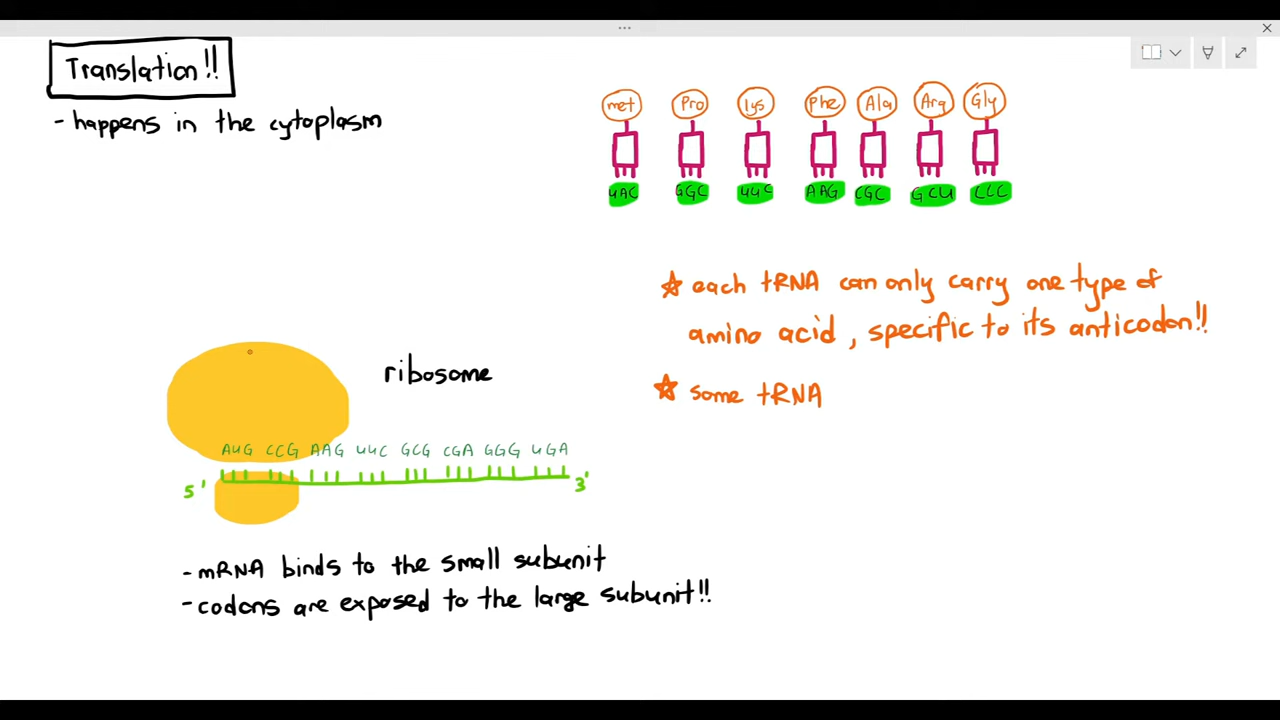 Translation!!
- happens in the cytoplasm
met Pro lys Phe Ala Arg Gly
UAC GGC UUC AAG CGC GCU CCC
☆ each tRNA can only carry one type of
amino acid, specific to its anticodon!!
☆ some tRNA
ribosome
AUG CCG AAG UUC GCG CGA GGG UGA
5' 3'
- mRNA binds to the small subunit
- codons are exposed to the large subunit!!